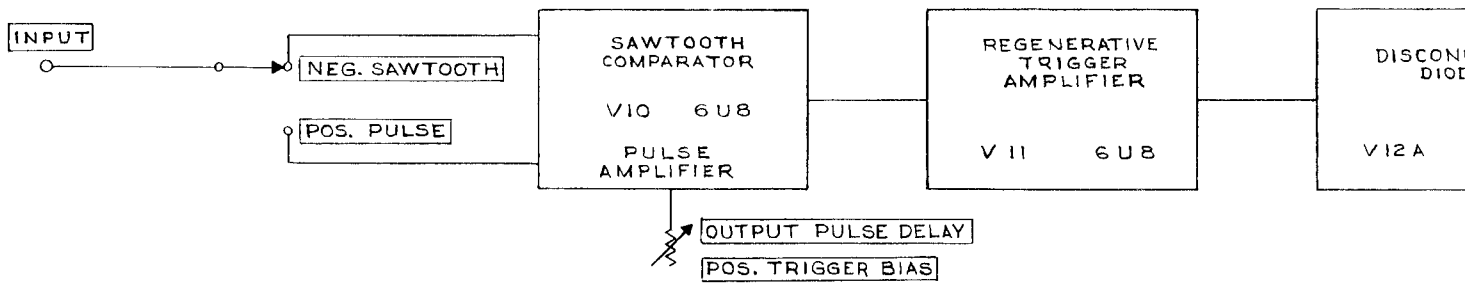 INPUT
NEG. SAWTOOTH
POS. PULSE
SAWTOOTH
COMPARATOR
V10 6U8
PULSE
AMPLIFIER
OUTPUT PULSE DELAY
POS. TRIGGER BIAS
REGENERATIVE
TRIGGER
AMPLIFIER
V 11 6U8
V12A